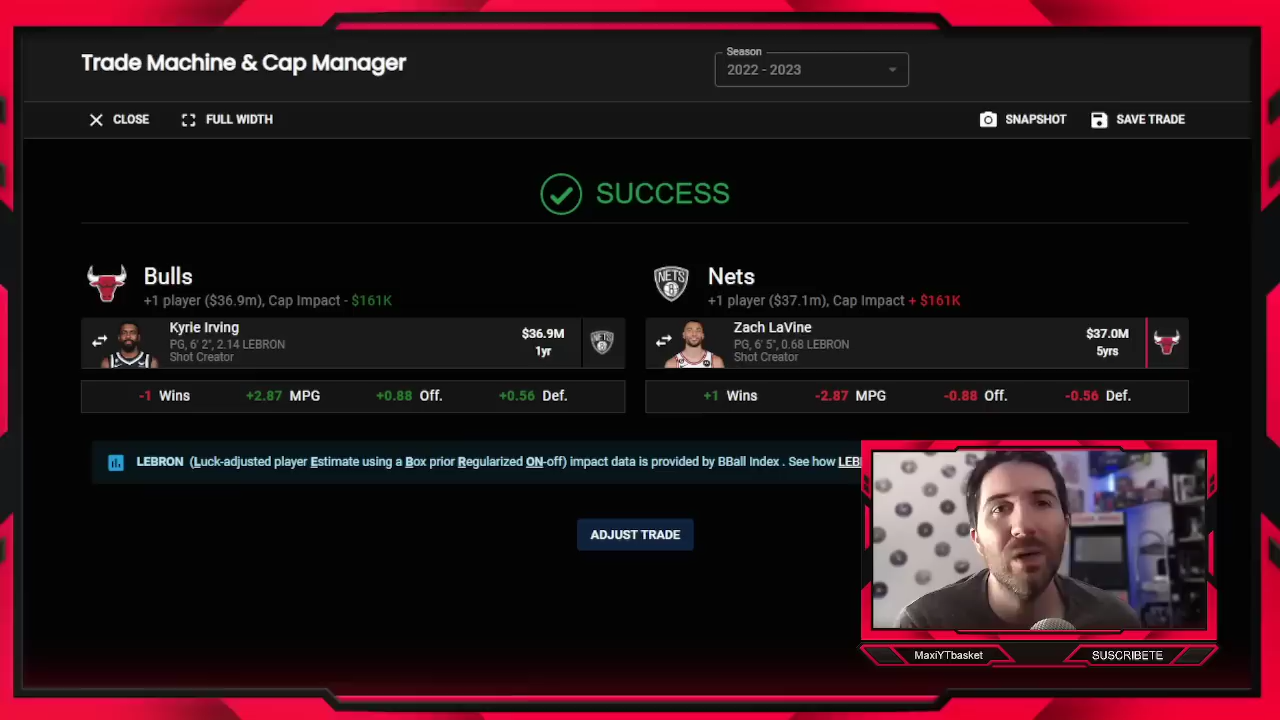 Trade Machine & Cap Manager
Season
2022 - 2023
CLOSE
FULL WIDTH
SNAPSHOT
SAVE TRADE
SUCCESS
Bulls
+1 player ($36.9m), Cap Impact - $161K
Kyrie Irving
PG, 6' 2", 2.14 LEBRON
Shot Creator
$36.9M
1yr
NETS
B
-1 Wins
+2.87 MPG
+0.88 Off.
+0.56 Def.
Nets
+1 player ($37.1m), Cap Impact + $161K
Zach LaVine
PG, 6' 5", 0.68 LEBRON
Shot Creator
$37.0M
5yrs
+1 Wins
-2.87 MPG
-0.88 Off.
-0.56 Def.
LEBRON (Luck-adjusted player Estimate using a Box prior Regularized ON-off) impact data is provided by BBall Index . See how LEB
ADJUST TRADE
MaxiYTbasket
SUSCRIBETE